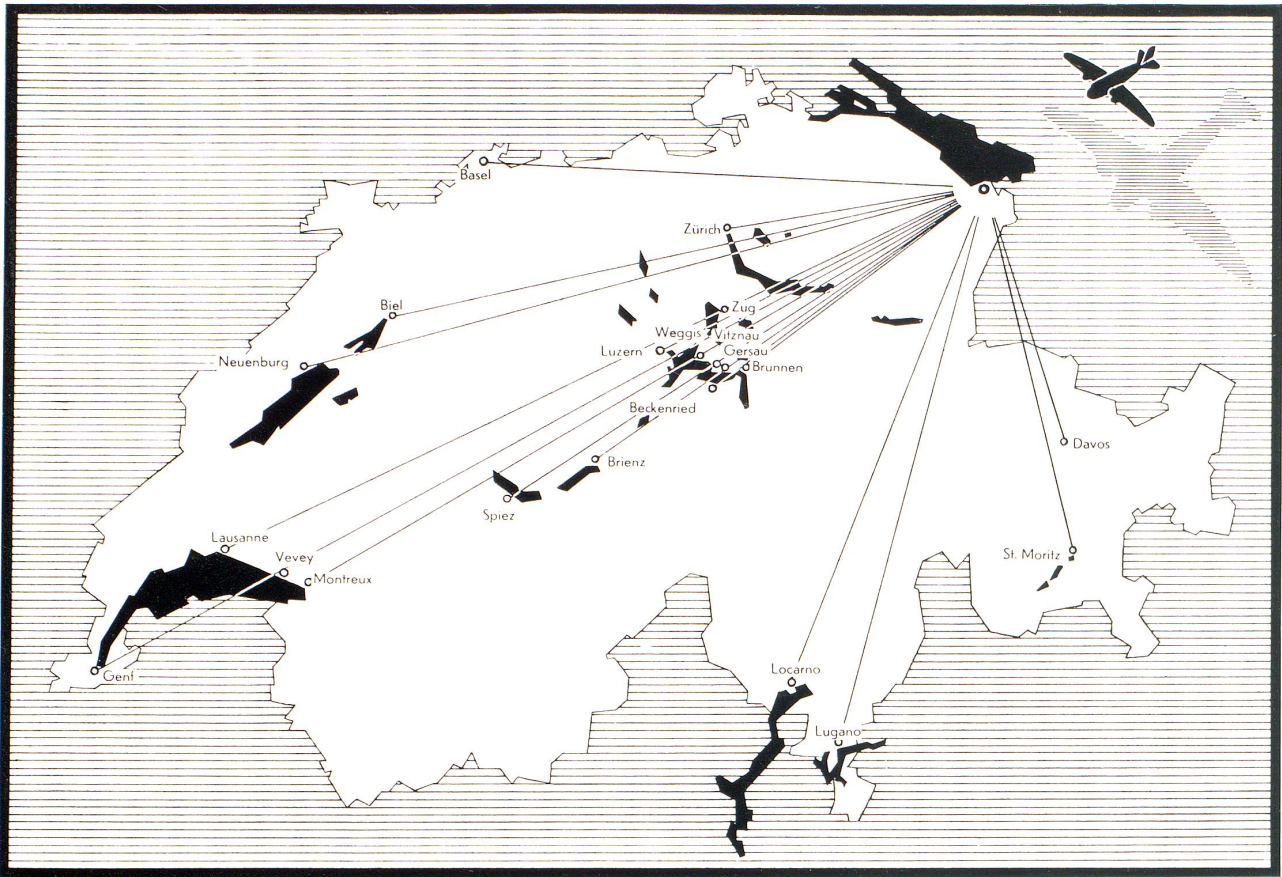 Basel
Zürich
Biel
Zug
Weggis
Vitznau
Luzern
Gersau
Neuenburg
Brunnen
Beckenried
Davos
Brienz
Spiez
Lausanne
St. Moritz
Vevey
Montreux
Locarno
Genf
Lugano